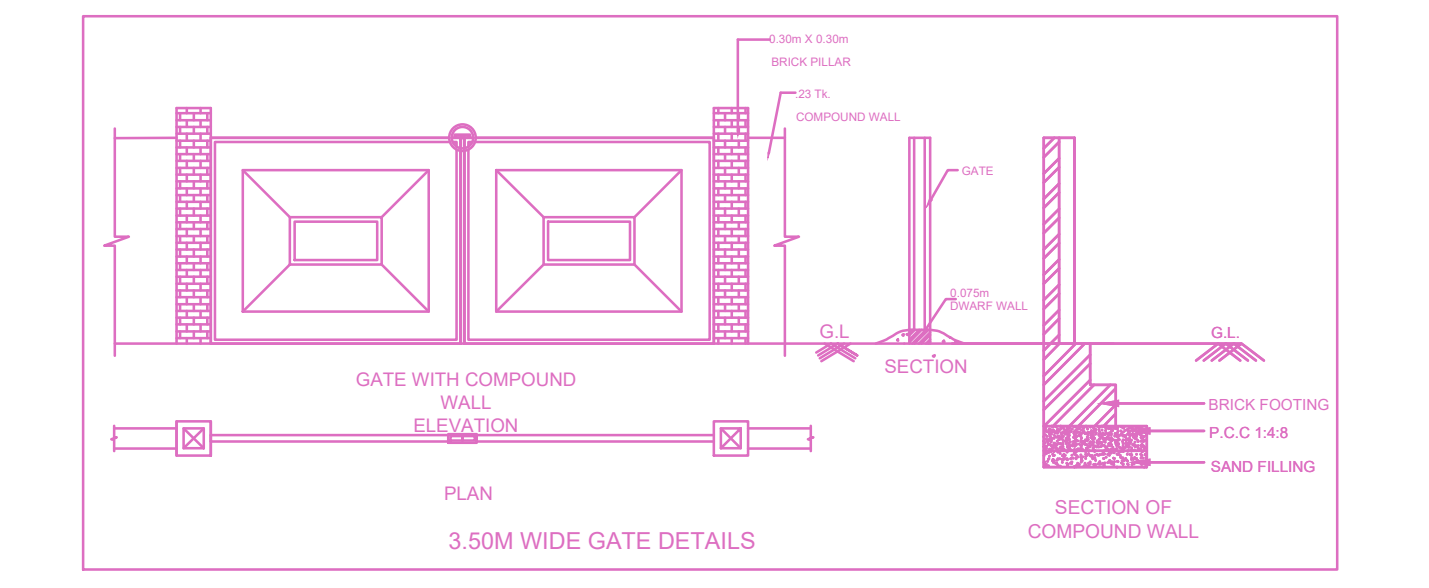 0.30m X 0.30m
BRICK PILLAR
.23 Tk.
COMPOUND WALL
GATE
0.075m
DWARF WALL
G.L
SECTION
G.L.
GATE WITH COMPOUND
WALL
ELEVATION
BRICK FOOTING
P.C.C 1:4:8
SAND FILLING
PLAN
SECTION OF
COMPOUND WALL
3.50M WIDE GATE DETAILS